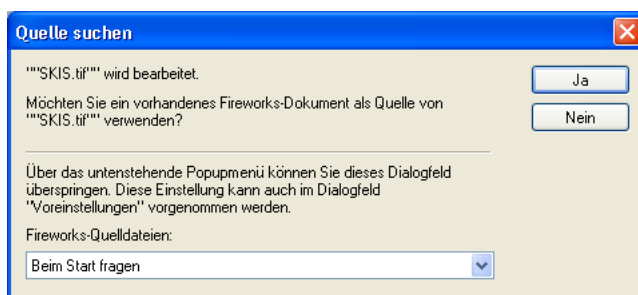 Quelle suchen
""'SKIS.tif'"" wird bearbeitet.
Ja
Möchten Sie ein vorhandenes Fireworks-Dokument als Quelle von
""'SKIS.tif'"" verwenden?
Nein
Über das untenstehende Popupmenü können Sie dieses Dialogfeld
überspringen. Diese Einstellung kann auch im Dialogfeld
"Voreinstellungen" vorgenommen werden.
Fireworks-Quelldateien:
Beim Start fragen